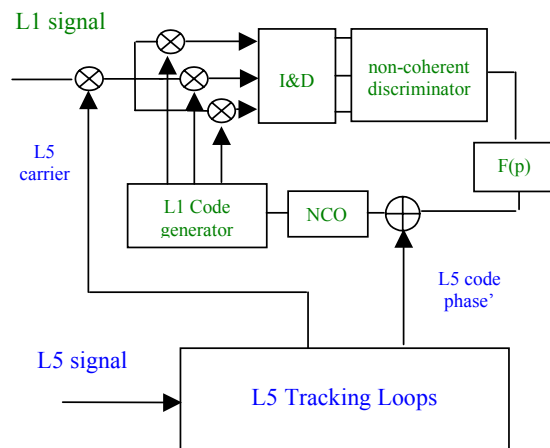 L1 signal
I&D
non-coherent
discriminator
L5
carrier
F(p)
L1 Code
generator
NCO
L5 code
phase’
L5 signal
L5 Tracking Loops